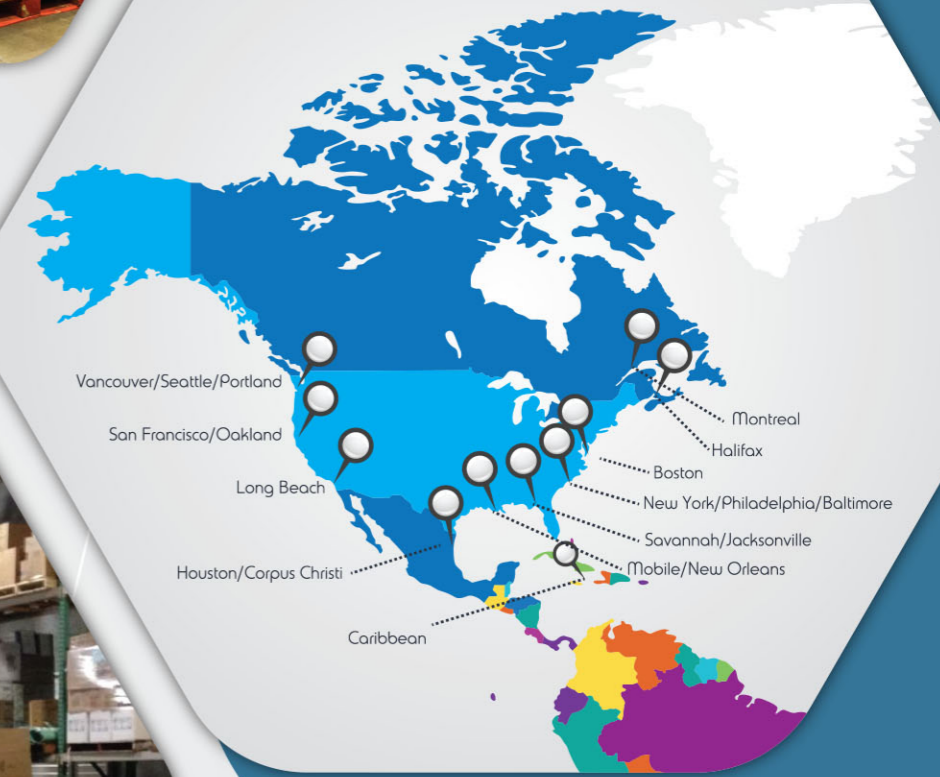 Vancouver/Seattle/Portland
San Francisco/Oakland
Long Beach
Houston/Corpus Christi
Caribbean
Montreal
Halifax
Boston
New York/Philadelphia/Baltimore
Savannah/Jacksonville
Mobile/New Orleans